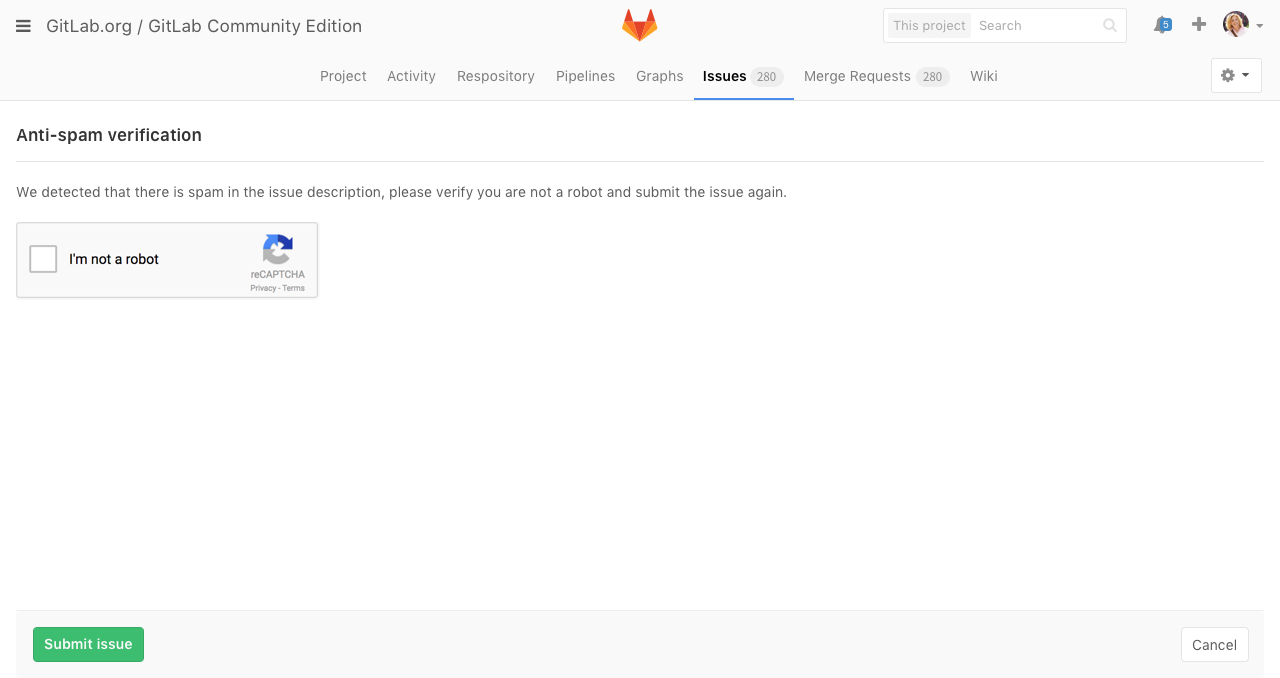 GitLab.org / GitLab Community Edition
This project Search
5
Project Activity Respository Pipelines Graphs Issues 280 Merge Requests 280 Wiki
Anti-spam verification
We detected that there is spam in the issue description, please verify you are not a robot and submit the issue again.
I'm not a robot
reCAPTCHA
Privacy - Terms
Submit issue
Cancel